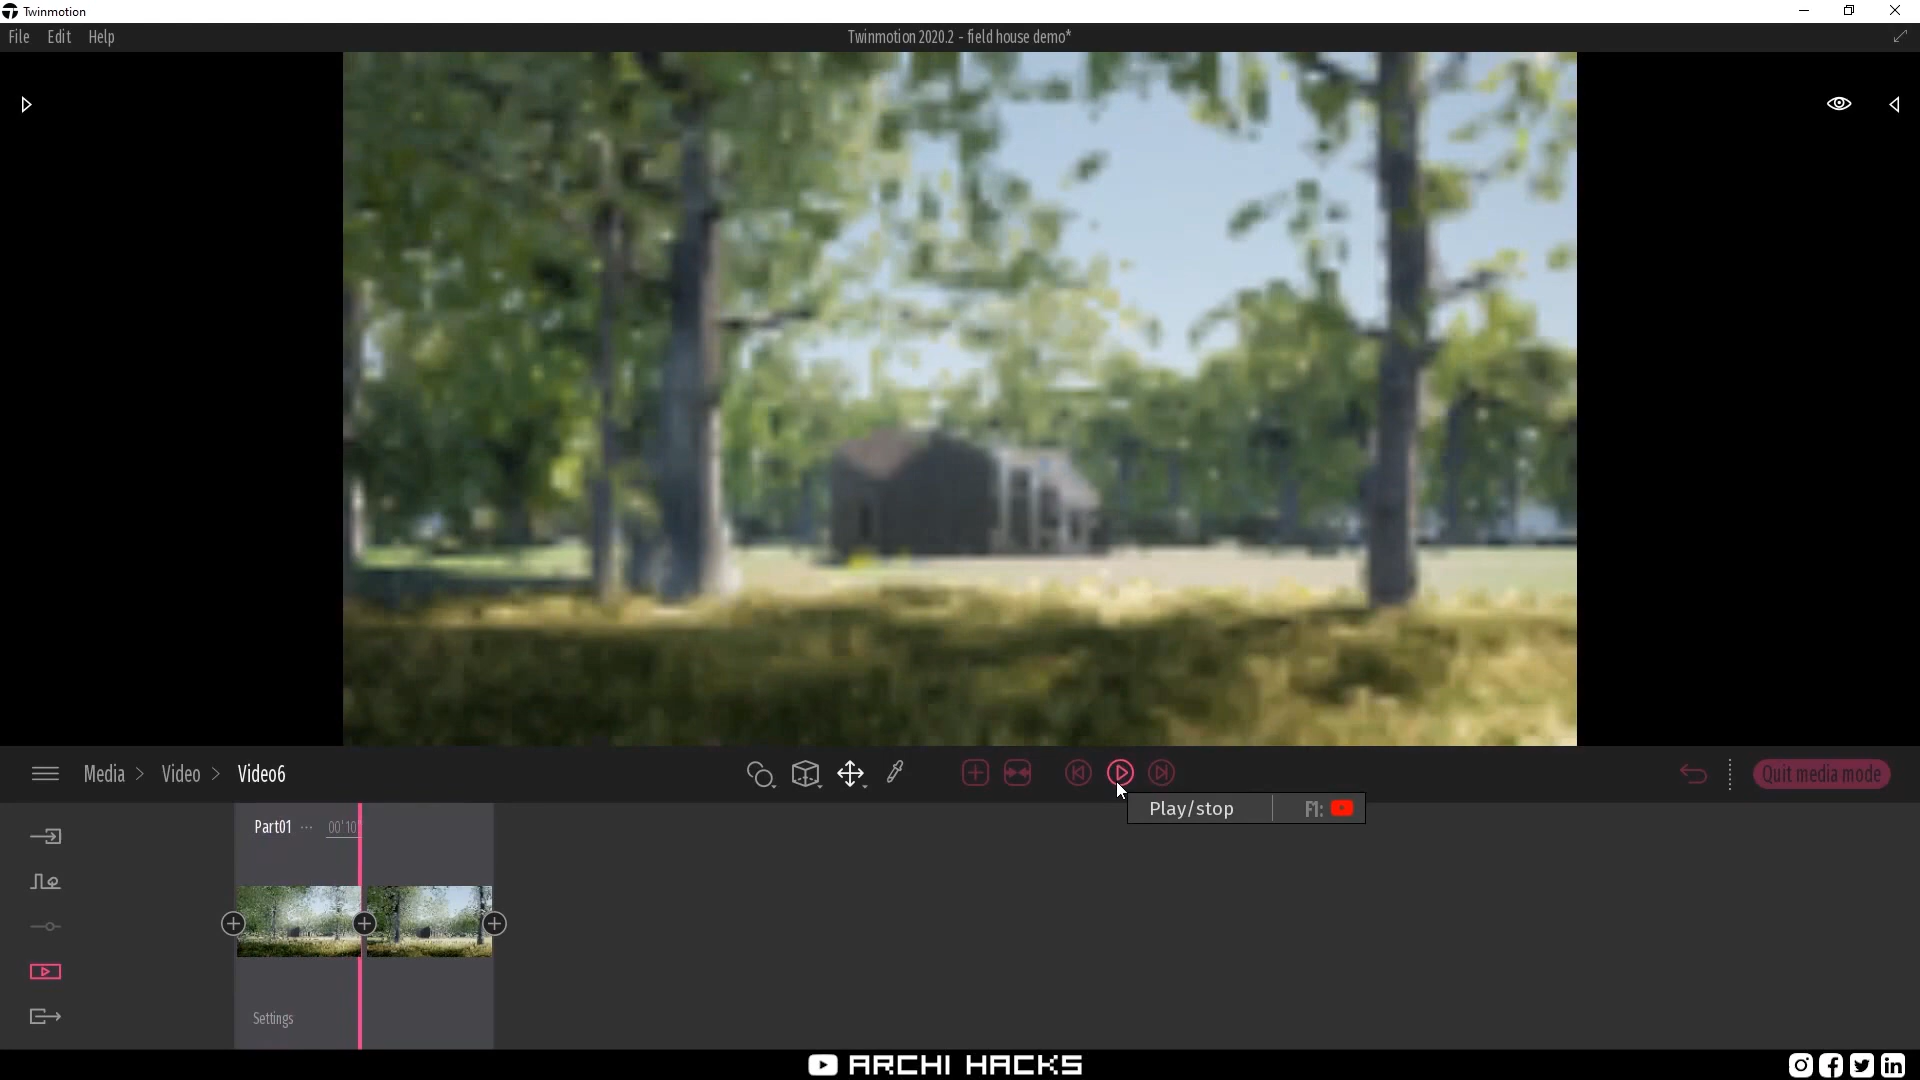 Twinmotion
File Edit Help
Twinmotion 2020.2 - field house demo*
Media > Video > Video6
Quit media mode
Play/stop F1:
Part01 ... 00'10
Settings
ARCHI HACKS